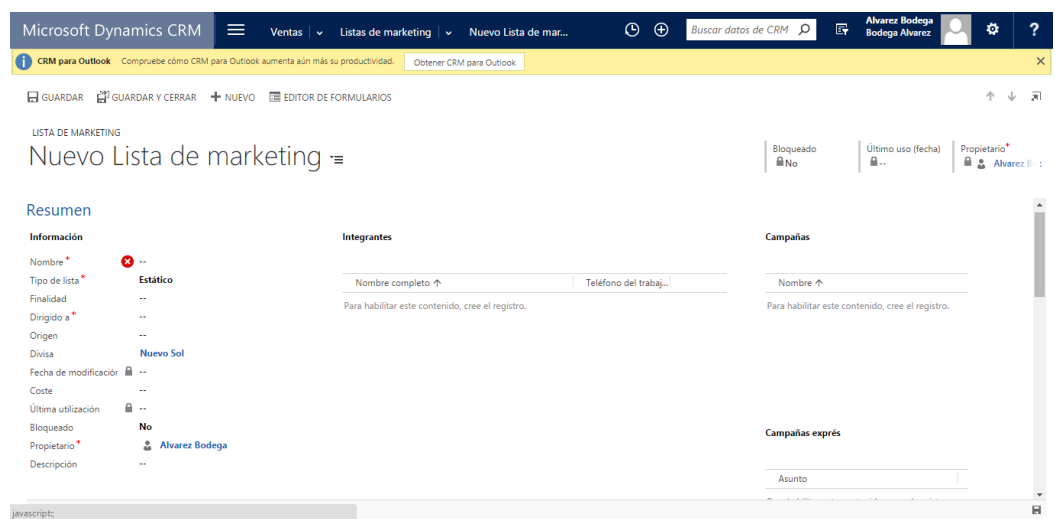 Microsoft Dynamics CRM Ventas Listas de marketing Nuevo Lista de mar... Buscar datos de CRM Alvarez Bodega ?
Bodega Alvarez
CRM para Outlook Compruebe cómo CRM para Outlook aumenta aún más su productividad. Obtener CRM para Outlook
GUARDAR GUARDAR Y CERRAR NUEVO EDITOR DE FORMULARIOS
LISTA DE MARKETING
Nuevo Lista de marketing
Bloqueado Último uso (fecha) Propietario*
No -- Alvarez
Resumen
Información Integrantes Campañas
Nombre* --
Tipo de lista* Estático Nombre completo Teléfono del trabaj... Nombre
Finalidad -- Para habilitar este contenido, cree el registro. Para habilitar este contenido, cree el registro.
Dirigido a* --
Origen --
Divisa Nuevo Sol
Fecha de modificación --
Coste --
Última utilización --
Bloqueado No
Campañas exprés
Propietario* Alvarez Bodega
Descripción --
Asunto
javascript:;